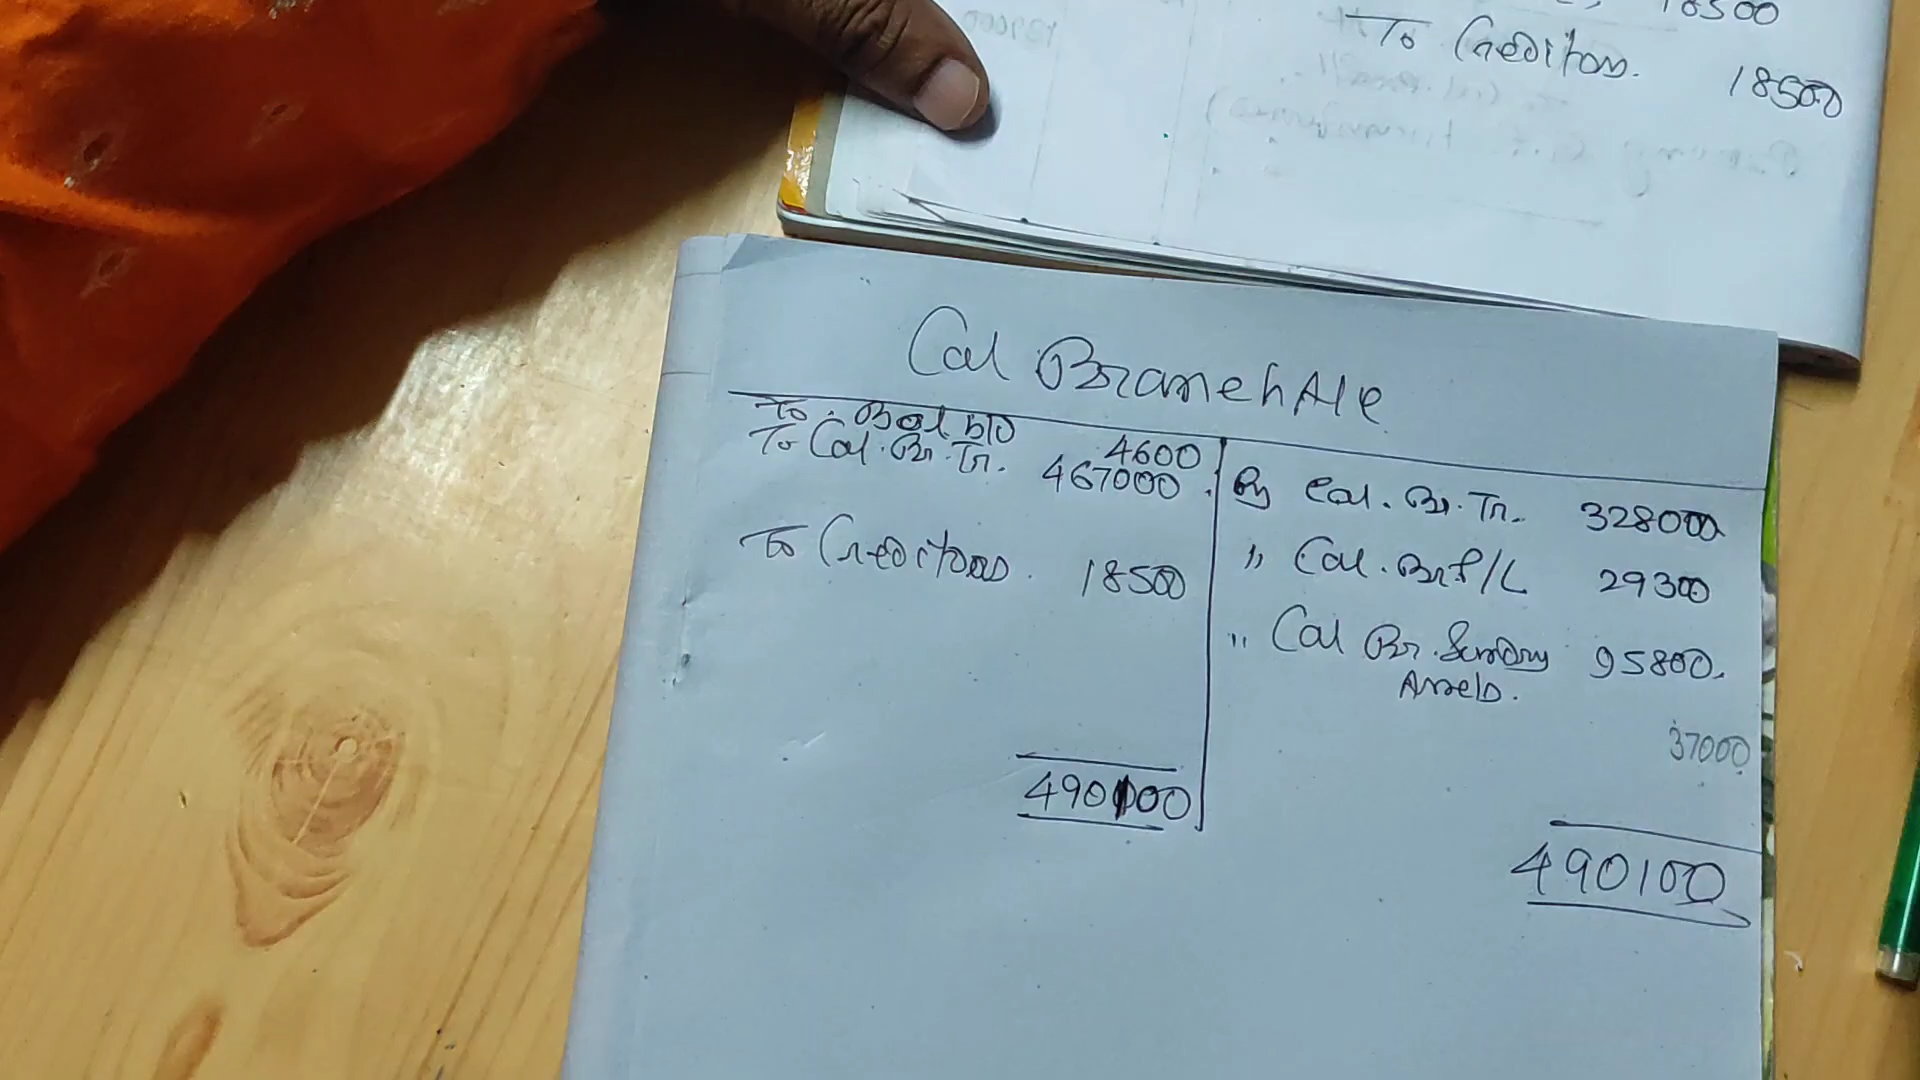 18500
To Creditors. 18500
Cal Branch A/c
To Bal b/D 4600
To Cal. Br. Tr. 467000
To Creditors. 18500
490100
By Cal. Br. Tr. 328000
" Cal. Br P/L 29300
" Cal Br. Sundry 95800
Assets.
37000
490100